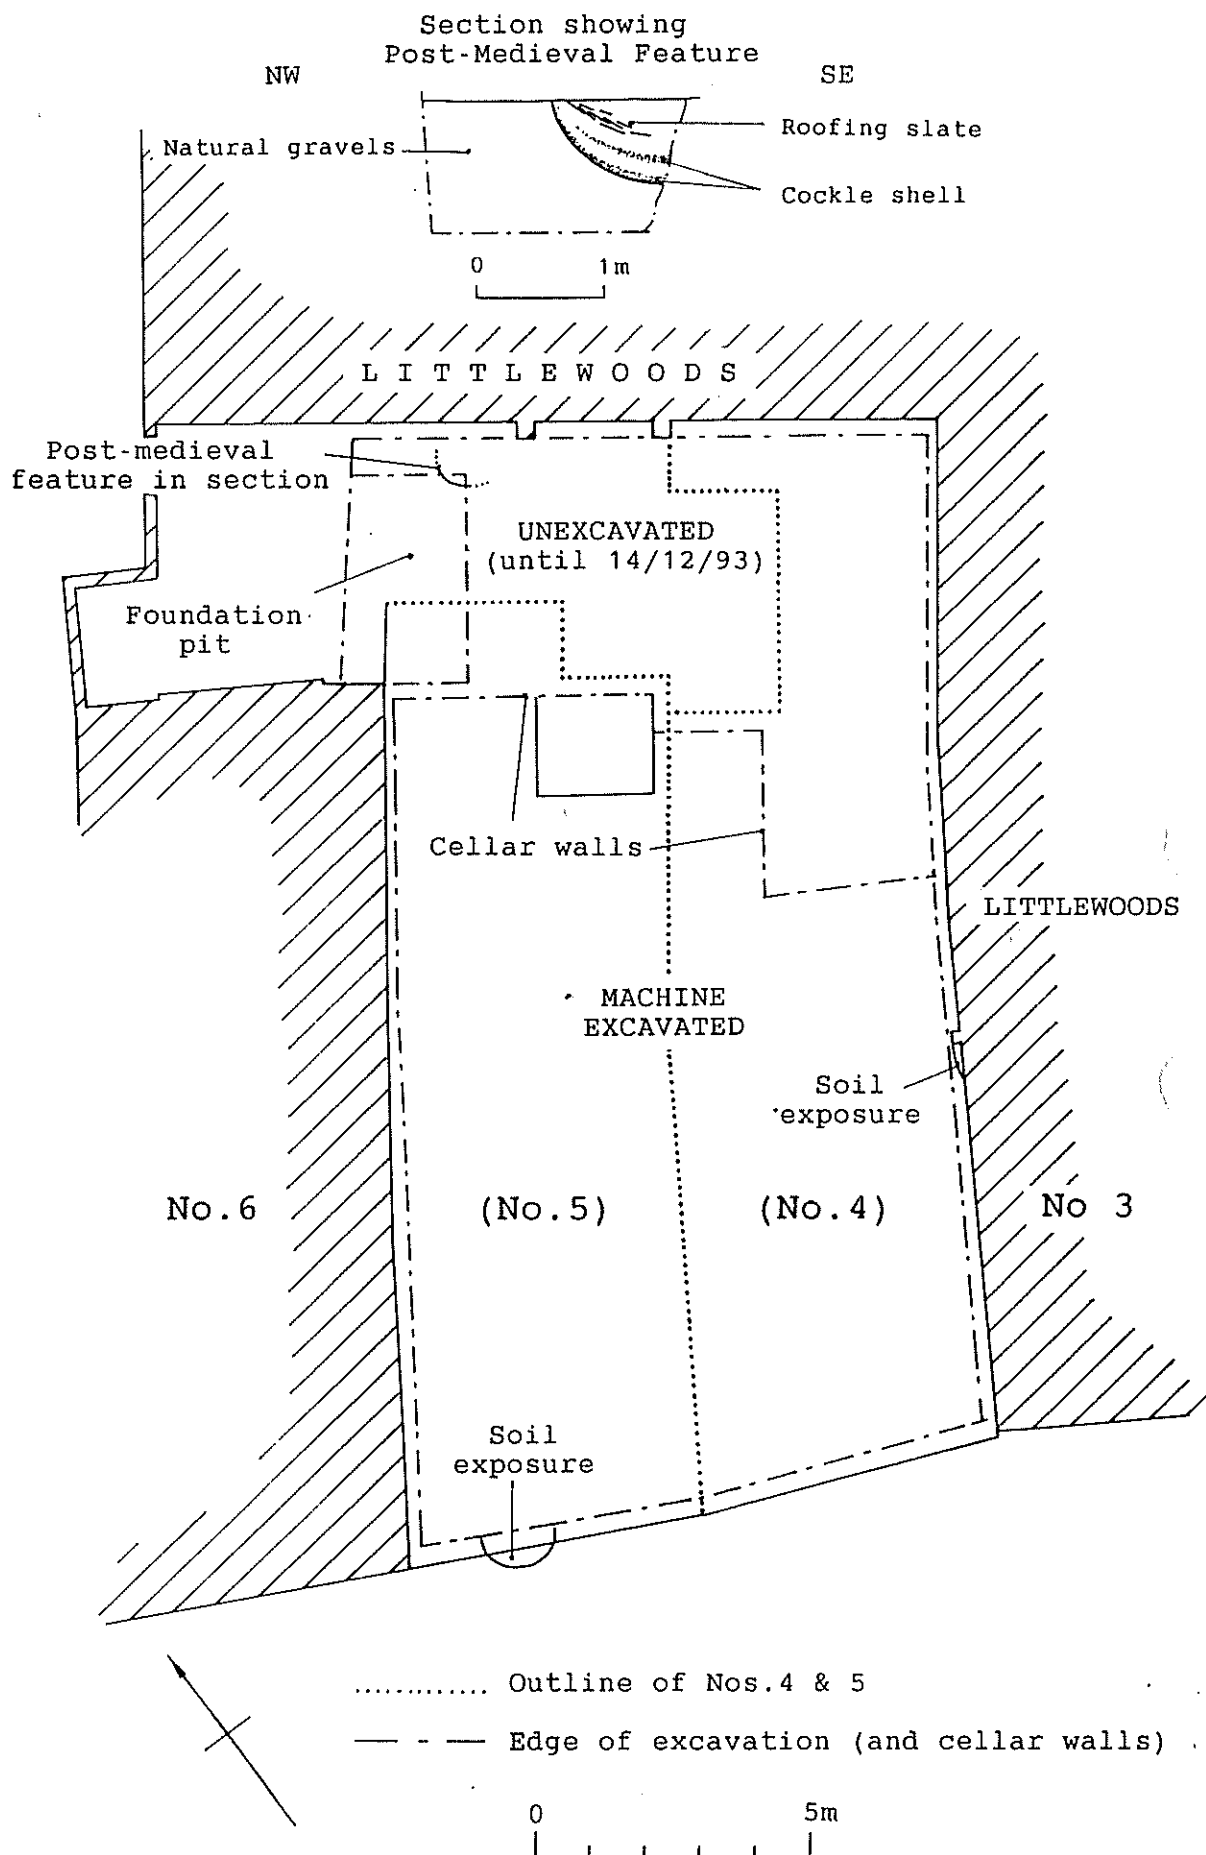 Section showing
Post-Medieval Feature
NW
SE
Roofing slate
Natural gravels
Cockle shell
0 1m
LITTLEWOODS
Post-medieval
feature in section
UNEXCAVATED
(until 14/12/93)
Foundation
pit
Cellar walls
LITTLEWOODS
MACHINE
EXCAVATED
Soil
exposure
No.6
(No.5)
(No.4)
No 3
Soil
exposure
Outline of Nos.4 & 5
Edge of excavation (and cellar walls)
0 5m